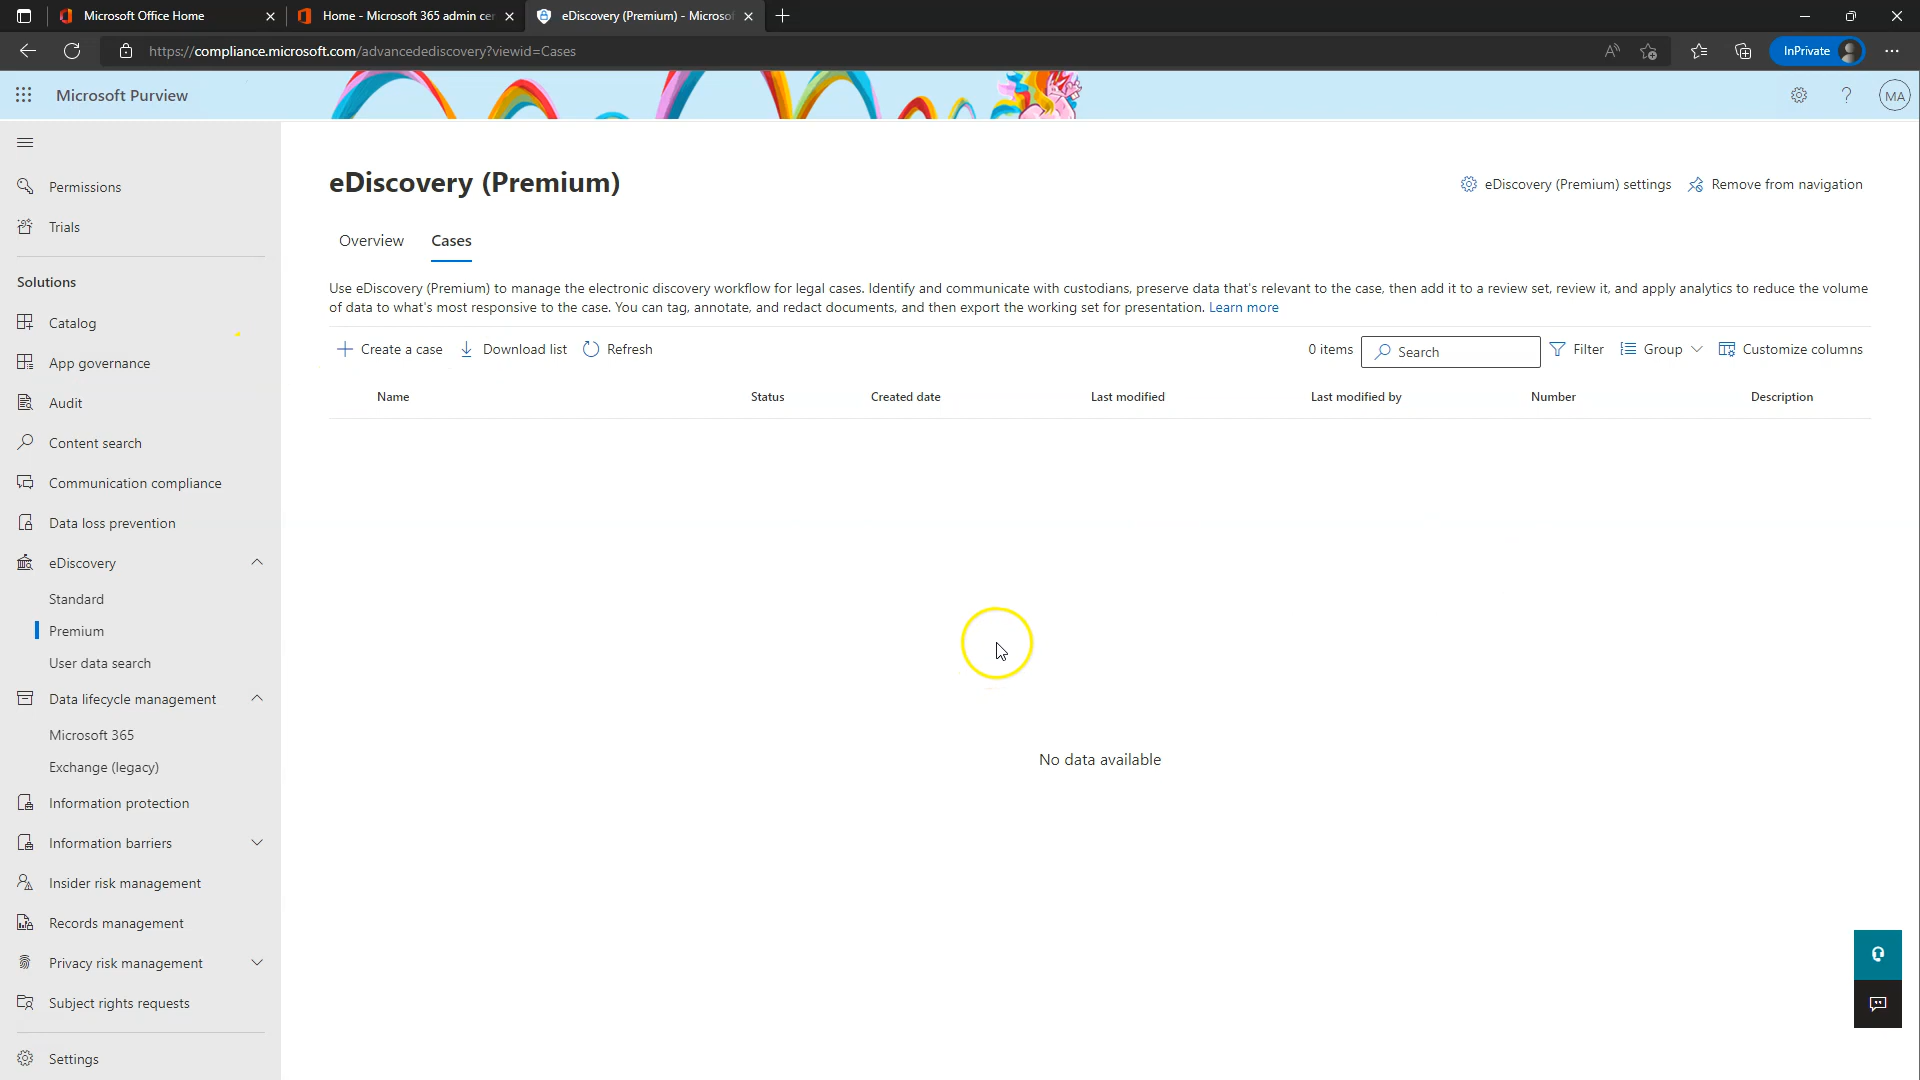 Microsoft Office Home
Home - Microsoft 365 admin cer
eDiscovery (Premium) - Microsof
https://compliance.microsoft.com/advancedediscovery?viewid=Cases
InPrivate
Microsoft Purview
MA
Permissions
Trials
Solutions
Catalog
App governance
Audit
Content search
Communication compliance
Data loss prevention
eDiscovery
Standard
Premium
User data search
Data lifecycle management
Microsoft 365
Exchange (legacy)
Information protection
Information barriers
Insider risk management
Records management
Privacy risk management
Subject rights requests
Settings
eDiscovery (Premium)
eDiscovery (Premium) settings
Remove from navigation
Overview
Cases
Use eDiscovery (Premium) to manage the electronic discovery workflow for legal cases. Identify and communicate with custodians, preserve data that's relevant to the case, then add it to a review set, review it, and apply analytics to reduce the volume
of data to what's most responsive to the case. You can tag, annotate, and redact documents, and then export the working set for presentation. Learn more
Create a case
Download list
Refresh
0 items
Search
Filter
Group
Customize columns
Name
Status
Created date
Last modified
Last modified by
Number
Description
No data available